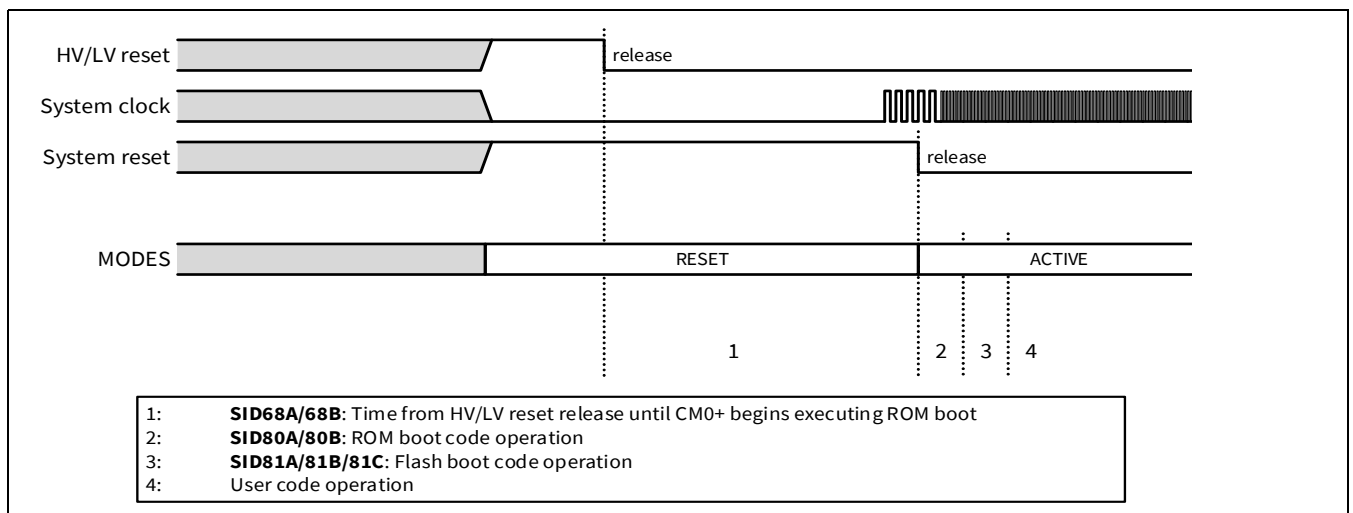 HV/LV reset
release
System clock
System reset
release
MODES
RESET
ACTIVE
1
2
3
4
1: SID68A/68B: Time from HV/LV reset release until CM0+ begins executing ROM boot
2: SID80A/80B: ROM boot code operation
3: SID81A/81B/81C: Flash boot code operation
4: User code operation